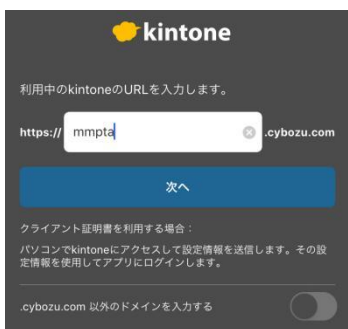 kintone
利用中のkintoneのURLを入力します。
https:// mmpta .cybozu.com
次へ
クライアント証明書を利用する場合：
パソコンでkintoneにアクセスして設定情報を送信します。その設
定情報を使用してアプリにログインします。
.cybozu.com 以外のドメインを入力する